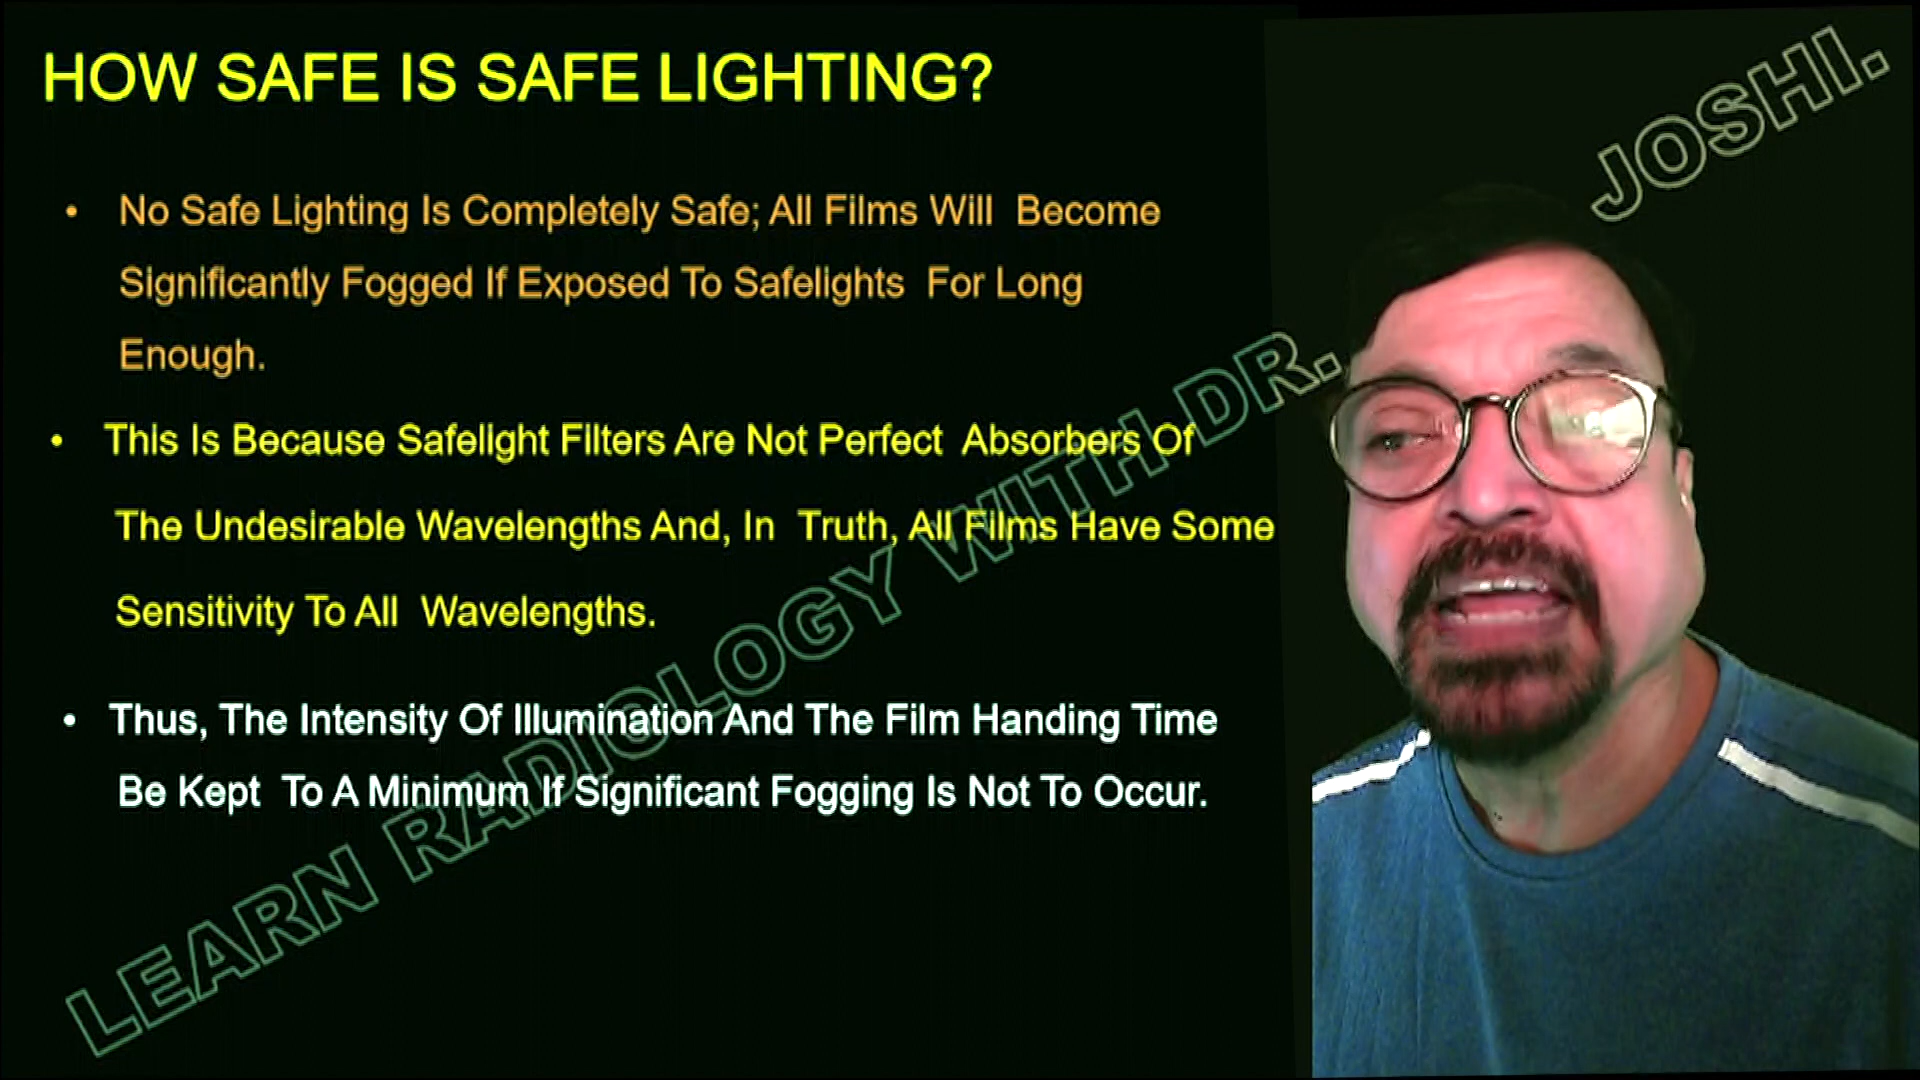 HOW SAFE IS SAFE LIGHTING?
• No Safe Lighting Is Completely Safe; All Films Will Become
Significantly Fogged If Exposed To Safelights For Long
Enough.
• This Is Because Safelight Filters Are Not Perfect Absorbers Of
The Undesirable Wavelengths And, In Truth, All Films Have Some
Sensitivity To All Wavelengths.
• Thus, The Intensity Of Illumination And The Film Handing Time
Be Kept To A Minimum If Significant Fogging Is Not To Occur.
LEARN RADIOLOGY WITH DR. JOSHI.